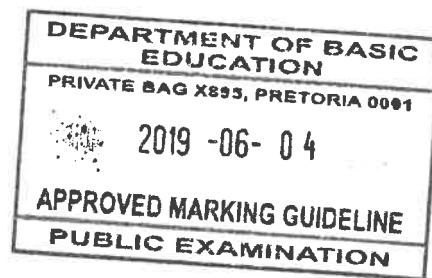 DEPARTMENT OF BASIC
EDUCATION
PRIVATE BAG X895, PRETORIA 0001
2019 -06- 04
APPROVED MARKING GUIDELINE
PUBLIC EXAMINATION